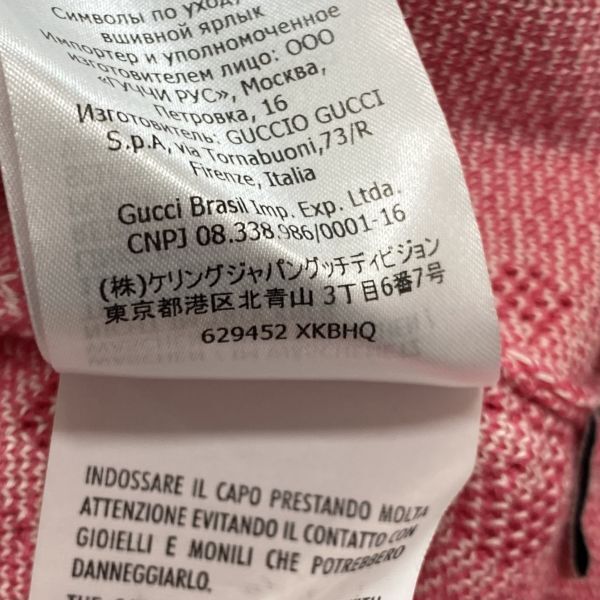 Символы по уходу
вшивной ярлык
Импортер и уполномоченное
изготовителем лицо: ООО
«ГУЧЧИ РУС», Москва,
Петровка, 16
Изготовитель: GUCCIO GUCCI
S.p.A, via Tornabuoni,73/R
Firenze, Italia
Gucci Brasil Imp. Exp. Ltda.
CNPJ 08.338.986/0001-16
(株)ケリングジャパングッチディビジョン
東京都港区北青山 3丁目6番7号
629452 XKBHQ
INDOSSARE IL CAPO PRESTANDO MOLTA
ATTENZIONE EVITANDO IL CONTATTO CON
GIOIELLI E MONILI CHE POTREBBERO
DANNEGGIARLO.